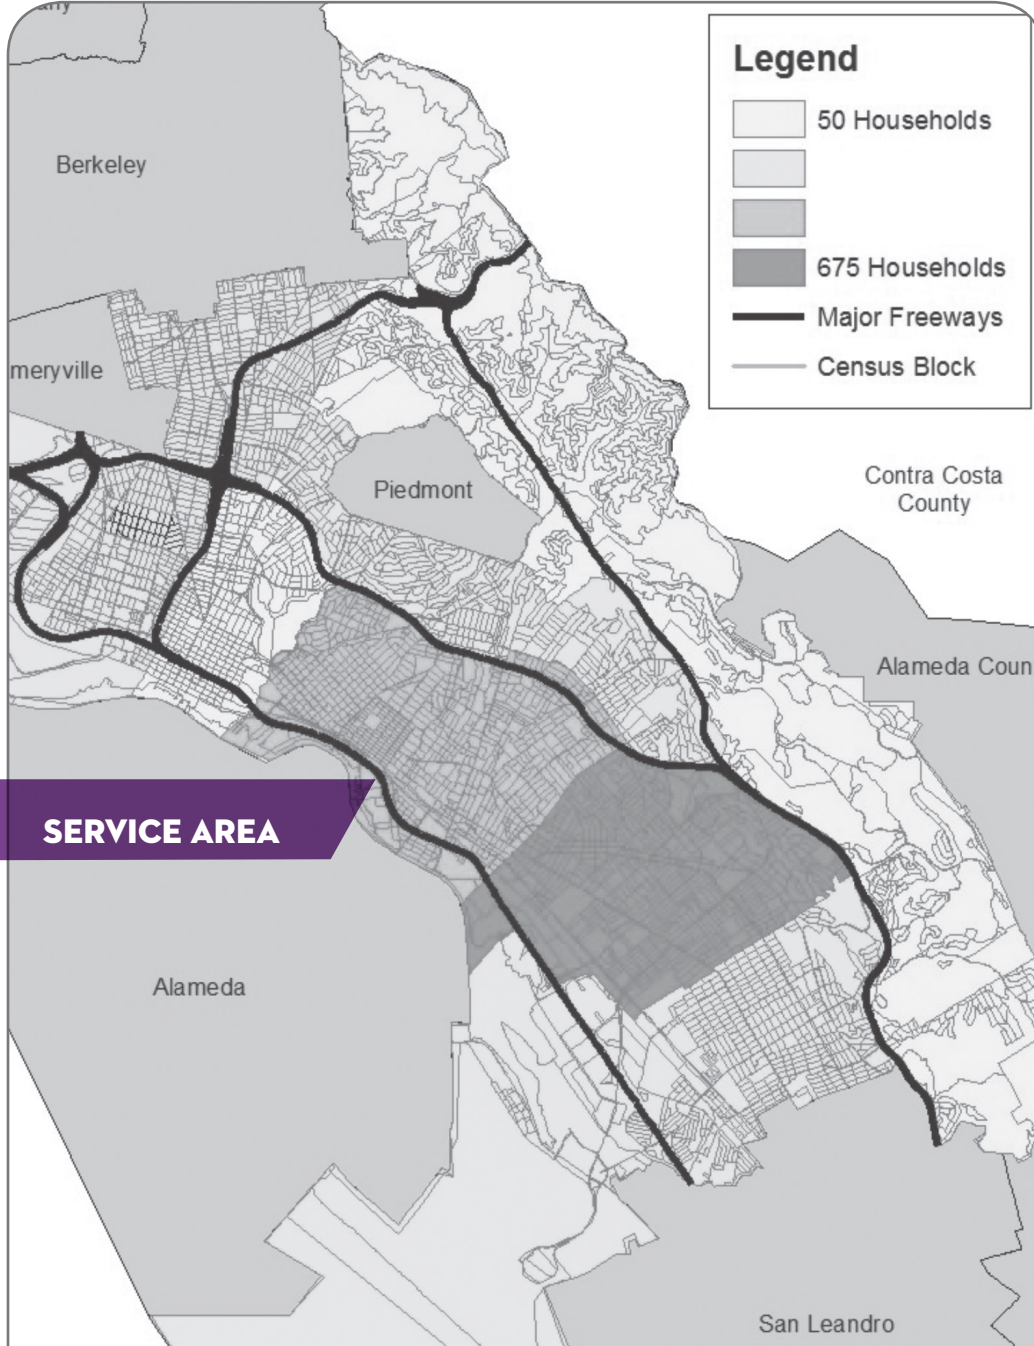 Berkeley
meryville
Piedmont
Legend
50 Households
675 Households
Major Freeways
Census Block
Contra Costa
County
Alameda Coun
SERVICE AREA
Alameda
San Leandro